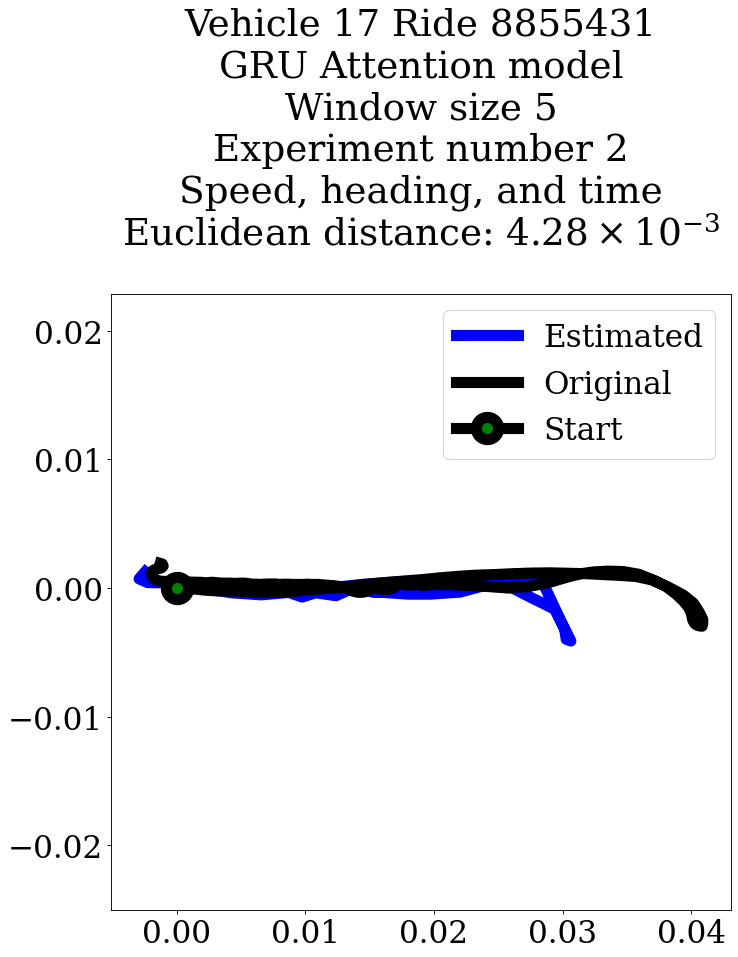 Vehicle 17 Ride 8855431
GRU Attention model
Window size 5
Experiment number 2
Speed, heading, and time
Euclidean distance: 4.28 × 10⁻³
Estimated
Original
Start
0.02
0.01
0.00
−0.01
−0.02
0.00 0.01 0.02 0.03 0.04